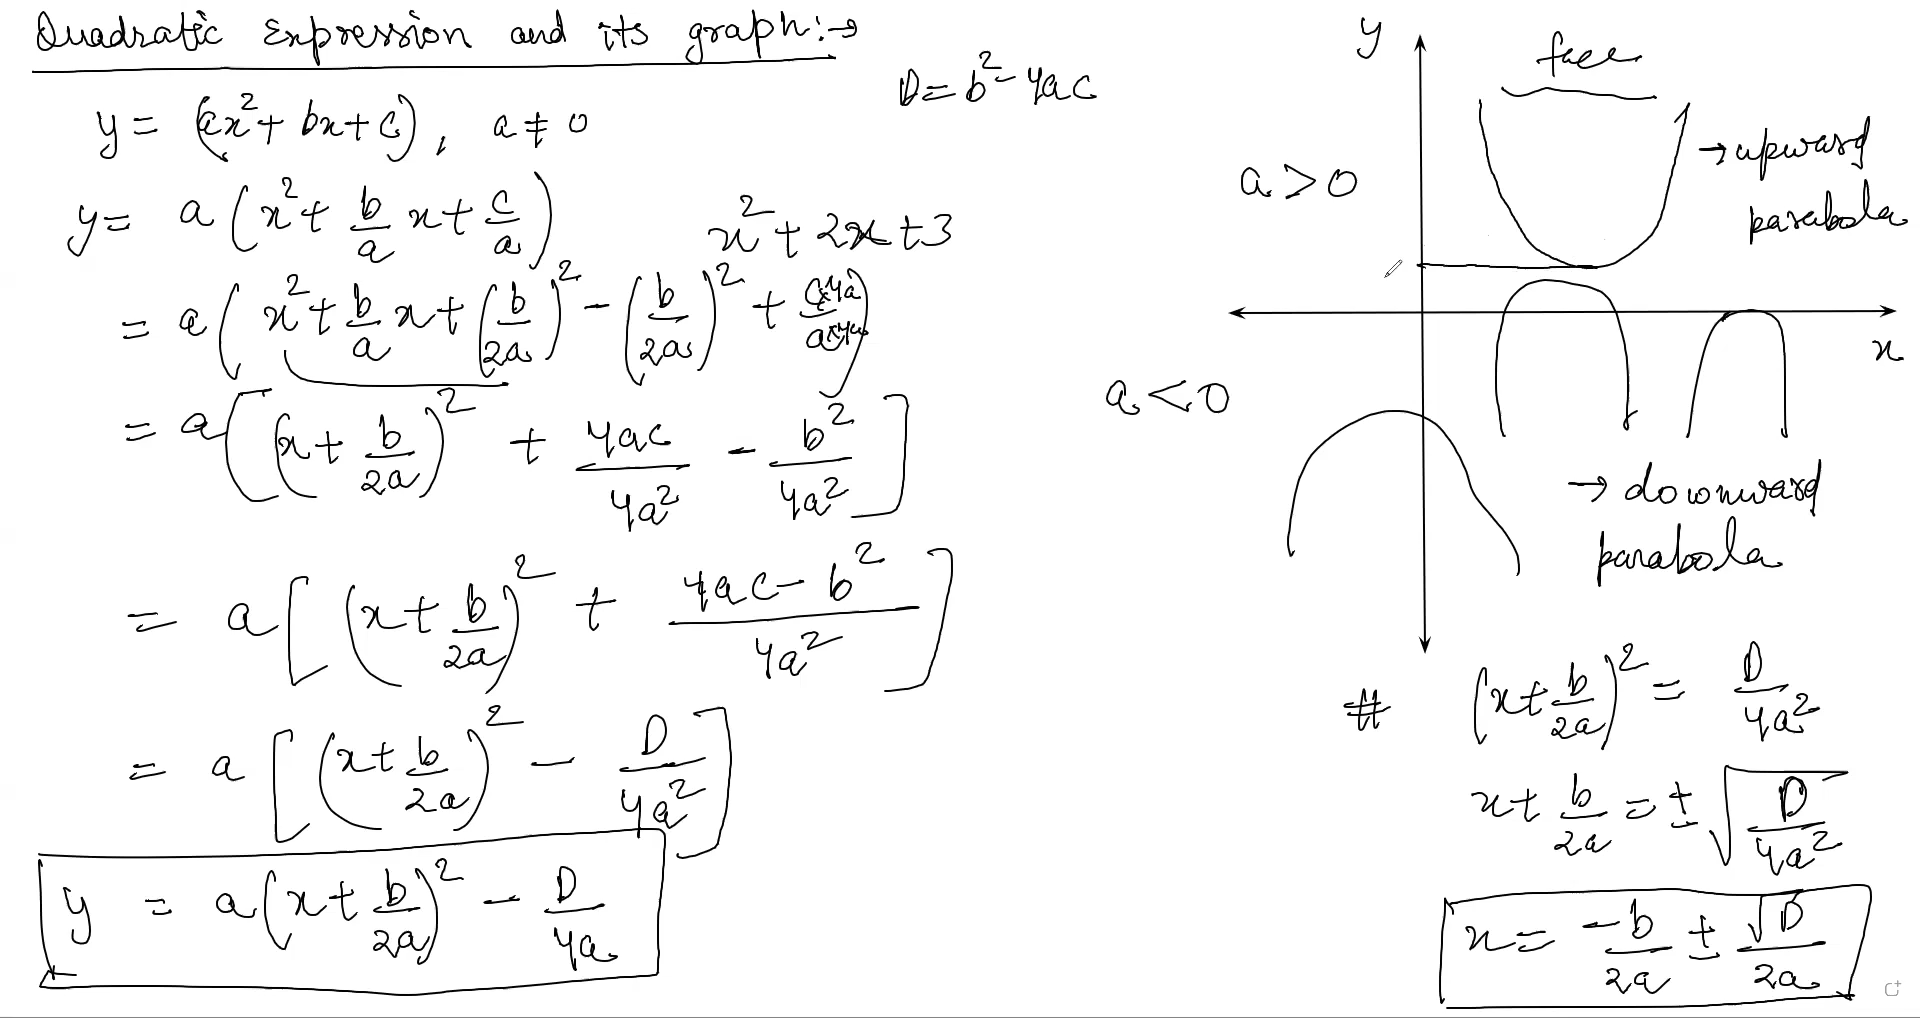 Quadratic Expression and its graph:→
D = b² - 4ac
y = (ax² + bx + c), a ≠ 0
y = a (x² + b/a x + c/a)
x² + 2x + 3
= a (x² + b/a x + (b/2a)² - (b/2a)² + c×4a/a×4a)
= a [(x + b/2a)² + 4ac/4a² - b²/4a²]
= a [(x + b/2a)² + 4ac - b²/4a²]
= a [(x + b/2a)² - D/4a²]
y = a(x + b/2a)² - D/4a
y
face
a > 0
→ upward
parabola
x
a < 0
→ downward
parabola
# (x + b/2a)² = D/4a²
x + b/2a = ± √(D/4a²)
x = -b/2a ± √D/2a